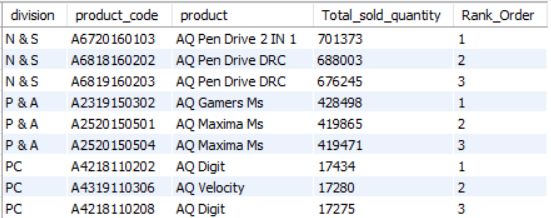 division product_code product Total_sold_quantity Rank_Order
N & S A6720160103 AQ Pen Drive 2 IN 1 701373 1
N & S A6818160202 AQ Pen Drive DRC 688003 2
N & S A6819160203 AQ Pen Drive DRC 676245 3
P & A A2319150302 AQ Gamers Ms 428498 1
P & A A2520150501 AQ Maxima Ms 419865 2
P & A A2520150504 AQ Maxima Ms 419471 3
PC A4218110202 AQ Digit 17434 1
PC A4319110306 AQ Velocity 17280 2
PC A4218110208 AQ Digit 17275 3